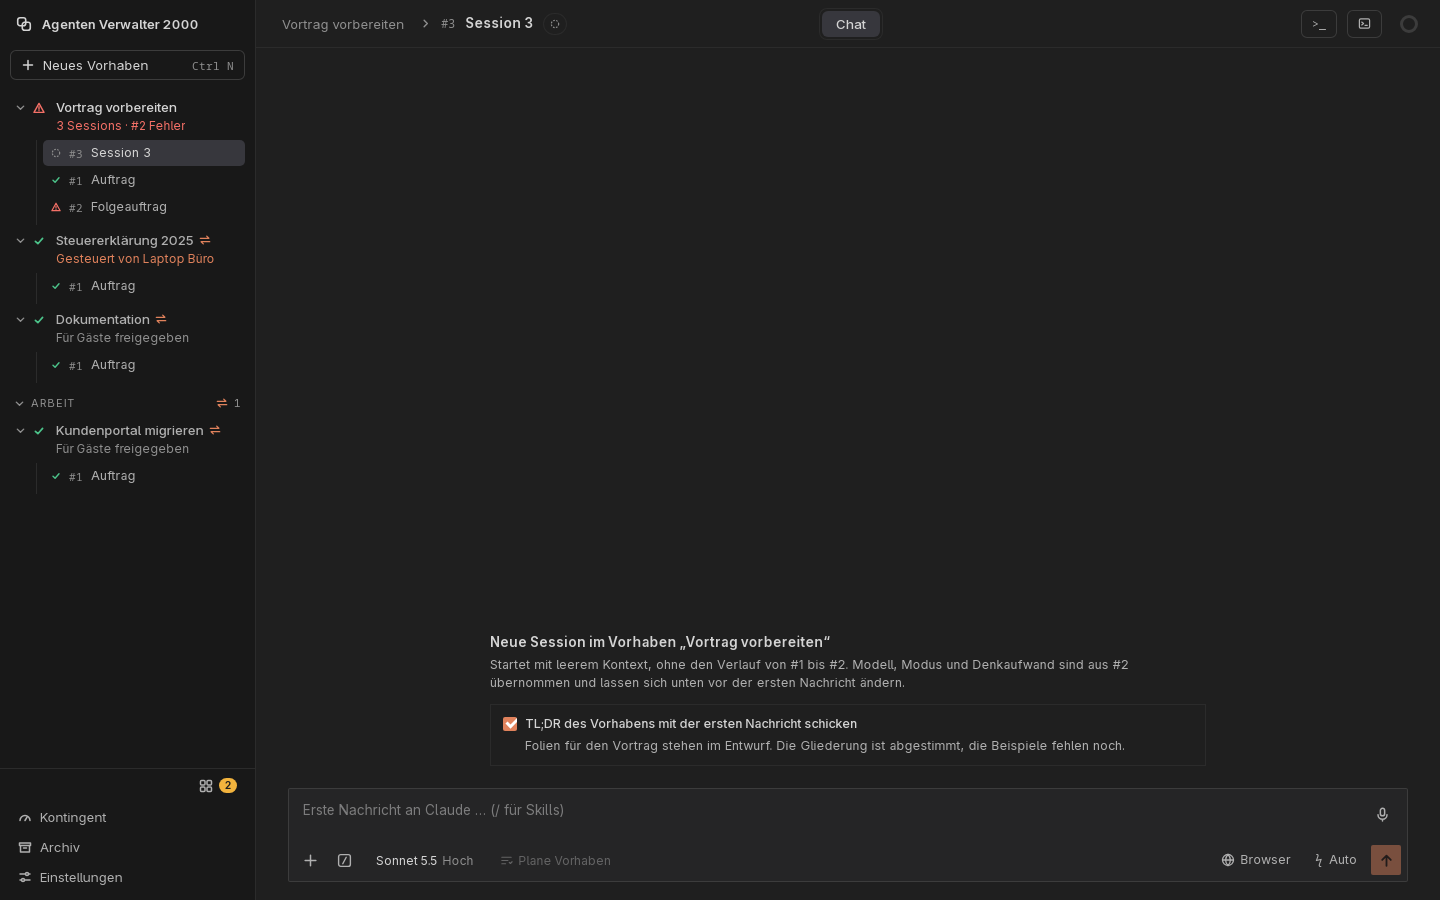 Agenten Verwalter 2000
Neues Vorhaben Ctrl N
Vortrag vorbereiten
3 Sessions · #2 Fehler
#3 Session 3
#1 Auftrag
#2 Folgeauftrag
Steuererklärung 2025
Gesteuert von Laptop Büro
#1 Auftrag
Dokumentation
Für Gäste freigegeben
#1 Auftrag
ARBEIT 1
Kundenportal migrieren
Für Gäste freigegeben
#1 Auftrag
2
Kontingent
Archiv
Einstellungen
Vortrag vorbereiten #3 Session 3
Chat
>_
Neue Session im Vorhaben „Vortrag vorbereiten“
Startet mit leerem Kontext, ohne den Verlauf von #1 bis #2. Modell, Modus und Denkaufwand sind aus #2
übernommen und lassen sich unten vor der ersten Nachricht ändern.
TL;DR des Vorhabens mit der ersten Nachricht schicken
Folien für den Vortrag stehen im Entwurf. Die Gliederung ist abgestimmt, die Beispiele fehlen noch.
Erste Nachricht an Claude … (/ für Skills)
Sonnet 5.5 Hoch Plane Vorhaben Browser Auto